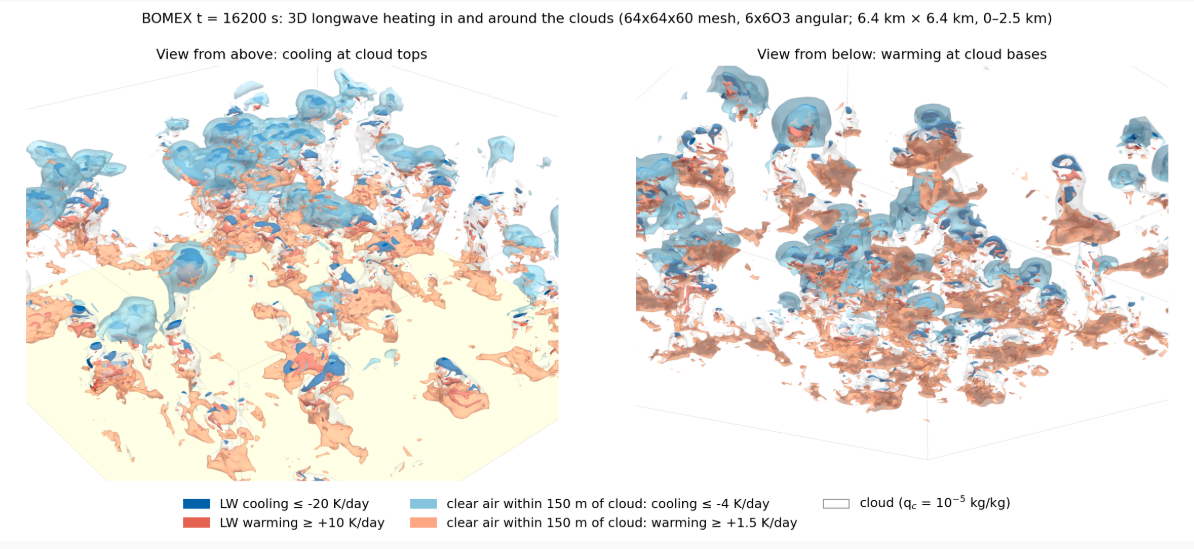 BOMEX t = 16200 s: 3D longwave heating in and around the clouds (64x64x60 mesh, 6x6O3 angular; 6.4 km × 6.4 km, 0–2.5 km)
View from above: cooling at cloud tops
View from below: warming at cloud bases
LW cooling ≤ -20 K/day
LW warming ≥ +10 K/day
clear air within 150 m of cloud: cooling ≤ -4 K/day
clear air within 150 m of cloud: warming ≥ +1.5 K/day
cloud (q_c = 10⁻⁵ kg/kg)